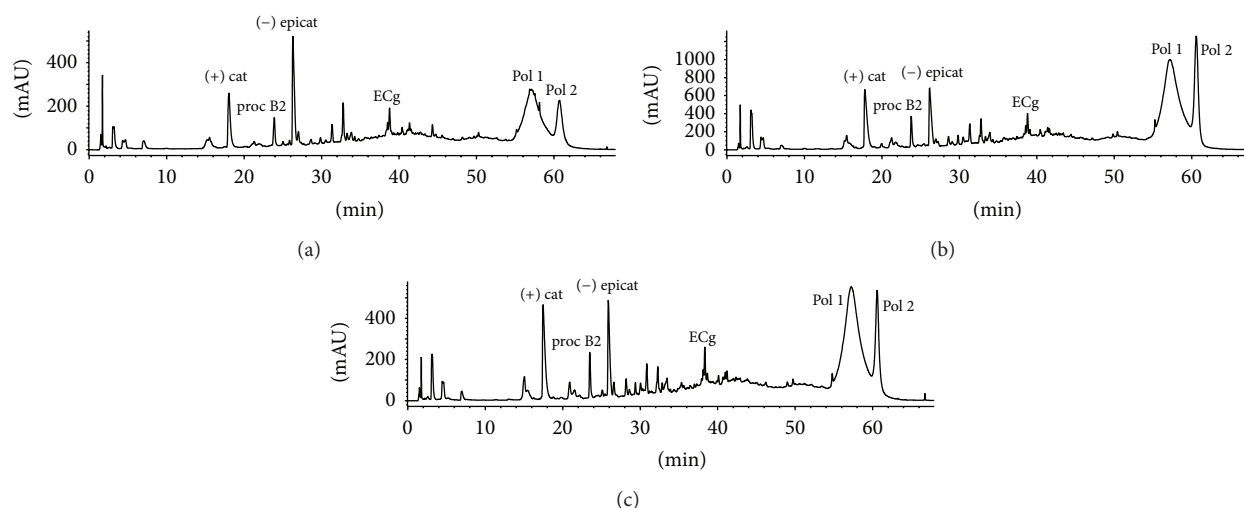 (−) epicat
(+) cat
proc B2
ECg
Pol 1
Pol 2
(mAU)
400
200
0
0 10 20 30 40 50 60
(min)
(a)
(+) cat
proc B2
(−) epicat
ECg
Pol 1
Pol 2
(mAU)
1000
800
600
400
200
0
0 10 20 30 40 50 60
(min)
(b)
(+) cat
proc B2
(−) epicat
ECg
Pol 1
Pol 2
(mAU)
400
200
0
0 10 20 30 40 50 60
(min)
(c)